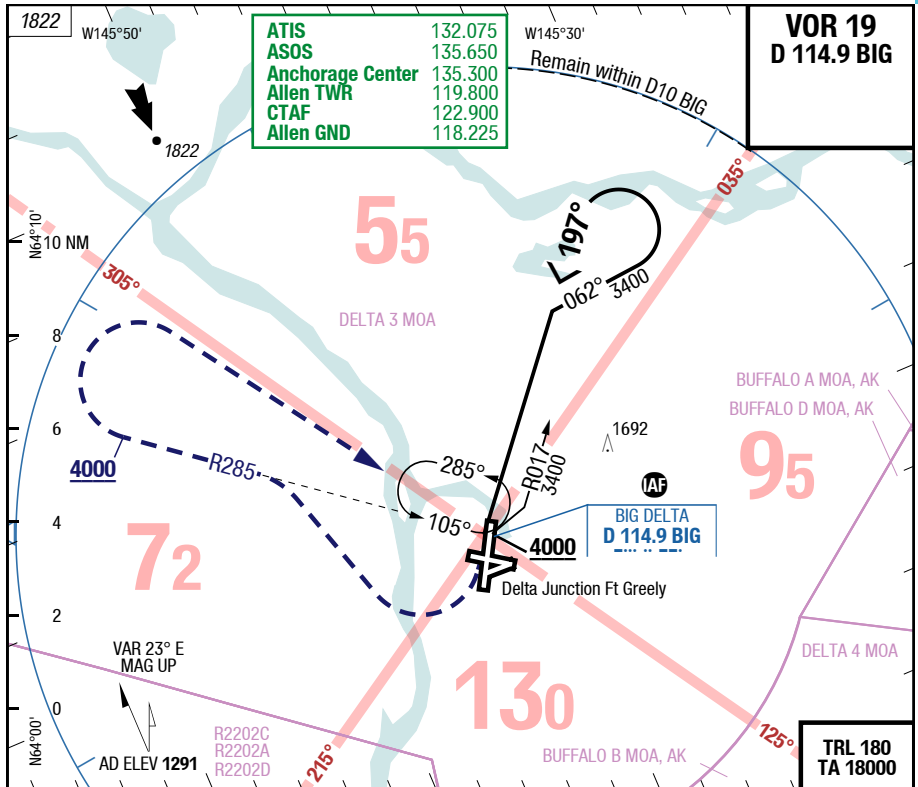 1822
W145°50'
ATIS 132.075
ASOS 135.650
Anchorage Center 135.300
Allen TWR 119.800
CTAF 122.900
Allen GND 118.225
W145°30'
Remain within D10 BIG
VOR 19
D 114.9 BIG
1822
035°
197°
55
N64°10'
10 NM
062° 3400
305°
DELTA 3 MOA
8
BUFFALO A MOA, AK
BUFFALO D MOA, AK
6
1692
4000
R285
285°
R017
3400
95
IAF
BIG DELTA
D 114.9 BIG
4
105°
4000
72
Delta Junction Ft Greely
2
VAR 23° E
MAG UP
DELTA 4 MOA
130
0
N64°00'
R2202C
R2202A
R2202D
AD ELEV 1291
215°
BUFFALO B MOA, AK
125°
TRL 180
TA 18000